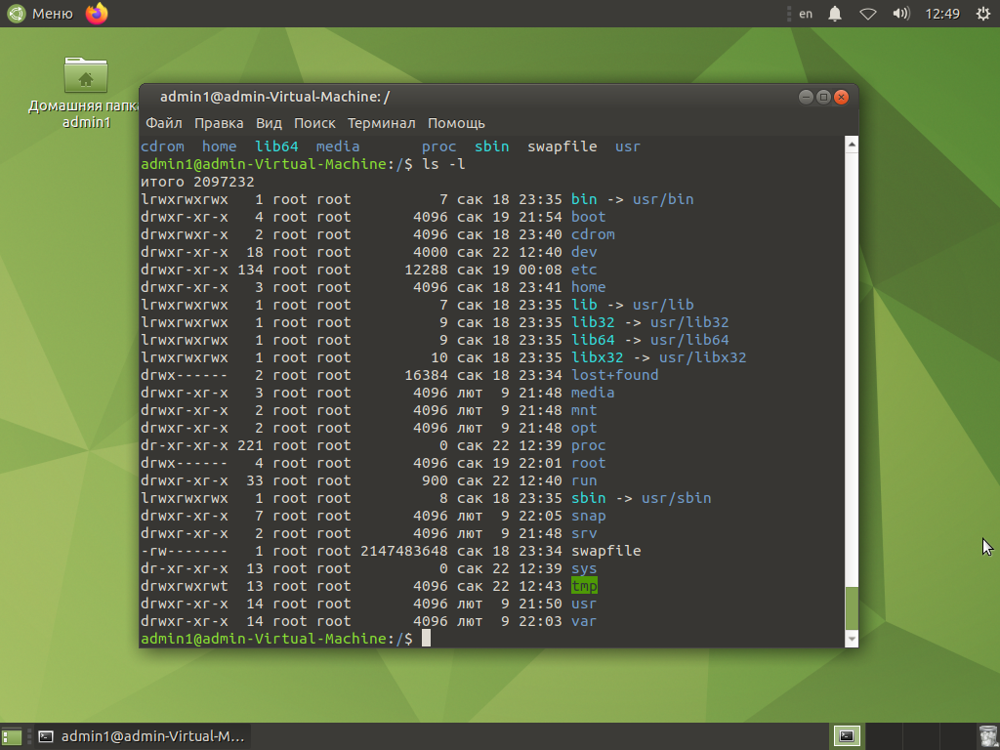 Меню
en
12:49
Домашняя папка
admin1
admin1@admin-Virtual-Machine: /
Файл Правка Вид Поиск Терминал Помощь
cdrom  home  lib64  media       proc  sbin  swapfile  usr
admin1@admin-Virtual-Machine:/$ ls -l
итого 2097232
lrwxrwxrwx   1 root root          7 сак 18 23:35 bin -> usr/bin
drwxr-xr-x   4 root root       4096 сак 19 21:54 boot
drwxrwxr-x   2 root root       4096 сак 18 23:40 cdrom
drwxr-xr-x  18 root root       4000 сак 22 12:40 dev
drwxr-xr-x 134 root root      12288 сак 19 00:08 etc
drwxr-xr-x   3 root root       4096 сак 18 23:41 home
lrwxrwxrwx   1 root root          7 сак 18 23:35 lib -> usr/lib
lrwxrwxrwx   1 root root          9 сак 18 23:35 lib32 -> usr/lib32
lrwxrwxrwx   1 root root          9 сак 18 23:35 lib64 -> usr/lib64
lrwxrwxrwx   1 root root         10 сак 18 23:35 libx32 -> usr/libx32
drwx------   2 root root      16384 сак 18 23:34 lost+found
drwxr-xr-x   3 root root       4096 лют  9 21:48 media
drwxr-xr-x   2 root root       4096 лют  9 21:48 mnt
drwxr-xr-x   2 root root       4096 лют  9 21:48 opt
dr-xr-xr-x 221 root root          0 сак 22 12:39 proc
drwx------   4 root root       4096 сак 19 22:01 root
drwxr-xr-x  33 root root        900 сак 22 12:40 run
lrwxrwxrwx   1 root root          8 сак 18 23:35 sbin -> usr/sbin
drwxr-xr-x   7 root root       4096 лют  9 22:05 snap
drwxr-xr-x   2 root root       4096 лют  9 21:48 srv
-rw-------   1 root root 2147483648 сак 18 23:34 swapfile
dr-xr-xr-x  13 root root          0 сак 22 12:39 sys
drwxrwxrwt  13 root root       4096 сак 22 12:43 tmp
drwxr-xr-x  14 root root       4096 лют  9 21:50 usr
drwxr-xr-x  14 root root       4096 лют  9 22:03 var
admin1@admin-Virtual-Machine:/$
admin1@admin-Virtual-M...